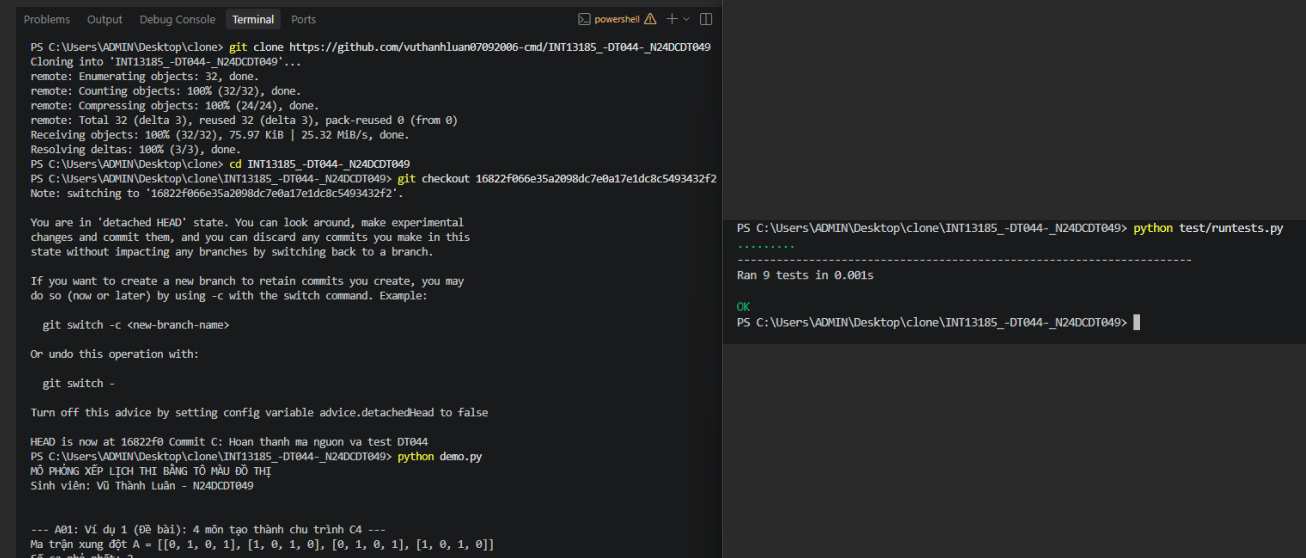 Problems Output Debug Console Terminal Ports powershell
PS C:\Users\ADMIN\Desktop\clone> git clone https://github.com/vuthanhluan07092006-cmd/INT13185_-DT044-_N24DCDT049
Cloning into 'INT13185_-DT044-_N24DCDT049'...
remote: Enumerating objects: 32, done.
remote: Counting objects: 100% (32/32), done.
remote: Compressing objects: 100% (24/24), done.
remote: Total 32 (delta 3), reused 32 (delta 3), pack-reused 0 (from 0)
Receiving objects: 100% (32/32), 75.97 KiB | 25.32 MiB/s, done.
Resolving deltas: 100% (3/3), done.
PS C:\Users\ADMIN\Desktop\clone> cd INT13185_-DT044-_N24DCDT049
PS C:\Users\ADMIN\Desktop\clone\INT13185_-DT044-_N24DCDT049> git checkout 16822f066e35a2098dc7e0a17e1dc8c5493432f2
Note: switching to '16822f066e35a2098dc7e0a17e1dc8c5493432f2'.
You are in 'detached HEAD' state. You can look around, make experimental
changes and commit them, and you can discard any commits you make in this
state without impacting any branches by switching back to a branch.
If you want to create a new branch to retain commits you create, you may
do so (now or later) by using -c with the switch command. Example:
git switch -c <new-branch-name>
Or undo this operation with:
git switch -
Turn off this advice by setting config variable advice.detachedHead to false
HEAD is now at 16822f0 Commit C: Hoan thanh ma nguon va test DT044
PS C:\Users\ADMIN\Desktop\clone\INT13185_-DT044-_N24DCDT049> python demo.py
MÔ PHỎNG XẾP LỊCH THI BẰNG TÔ MÀU ĐỒ THỊ
Sinh viên: Vũ Thành Luân - N24DCDT049
--- A01: Ví dụ 1 (Đề bài): 4 môn tạo thành chu trình C4 ---
Ma trận xung đột A = [[0, 1, 0, 1], [1, 0, 1, 0], [0, 1, 0, 1], [1, 0, 1, 0]]
Số ca nhỏ nhất: 2
PS C:\Users\ADMIN\Desktop\clone\INT13185_-DT044-_N24DCDT049> python test/runtests.py
.........
----------------------------------------------------------------------
Ran 9 tests in 0.001s
OK
PS C:\Users\ADMIN\Desktop\clone\INT13185_-DT044-_N24DCDT049>